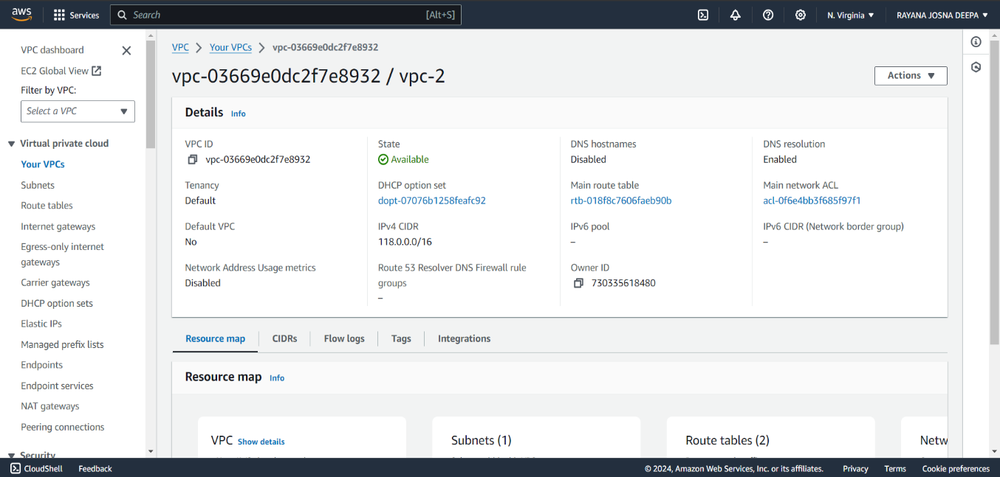 aws Services Search [Alt+S] N. Virginia RAYANA JOSNA DEEPA
VPC dashboard
EC2 Global View
Filter by VPC:
Select a VPC
Virtual private cloud
Your VPCs
Subnets
Route tables
Internet gateways
Egress-only internet
gateways
Carrier gateways
DHCP option sets
Elastic IPs
Managed prefix lists
Endpoints
Endpoint services
NAT gateways
Peering connections
Security
VPC Your VPCs vpc-03669e0dc2f7e8932
vpc-03669e0dc2f7e8932 / vpc-2
Actions
Details Info
VPC ID
vpc-03669e0dc2f7e8932
State
Available
DNS hostnames
Disabled
DNS resolution
Enabled
Tenancy
Default
DHCP option set
dopt-07076b1258feafc92
Main route table
rtb-018f8c7606faeb90b
Main network ACL
acl-0f6e4bb3f685f97f1
Default VPC
No
IPv4 CIDR
118.0.0.0/16
IPv6 pool
–
IPv6 CIDR (Network border group)
–
Network Address Usage metrics
Disabled
Route 53 Resolver DNS Firewall rule
groups
–
Owner ID
730335618480
Resource map CIDRs Flow logs Tags Integrations
Resource map Info
VPC Show details
Subnets (1)
Route tables (2)
Netw
CloudShell Feedback © 2024, Amazon Web Services, Inc. or its affiliates. Privacy Terms Cookie preferences